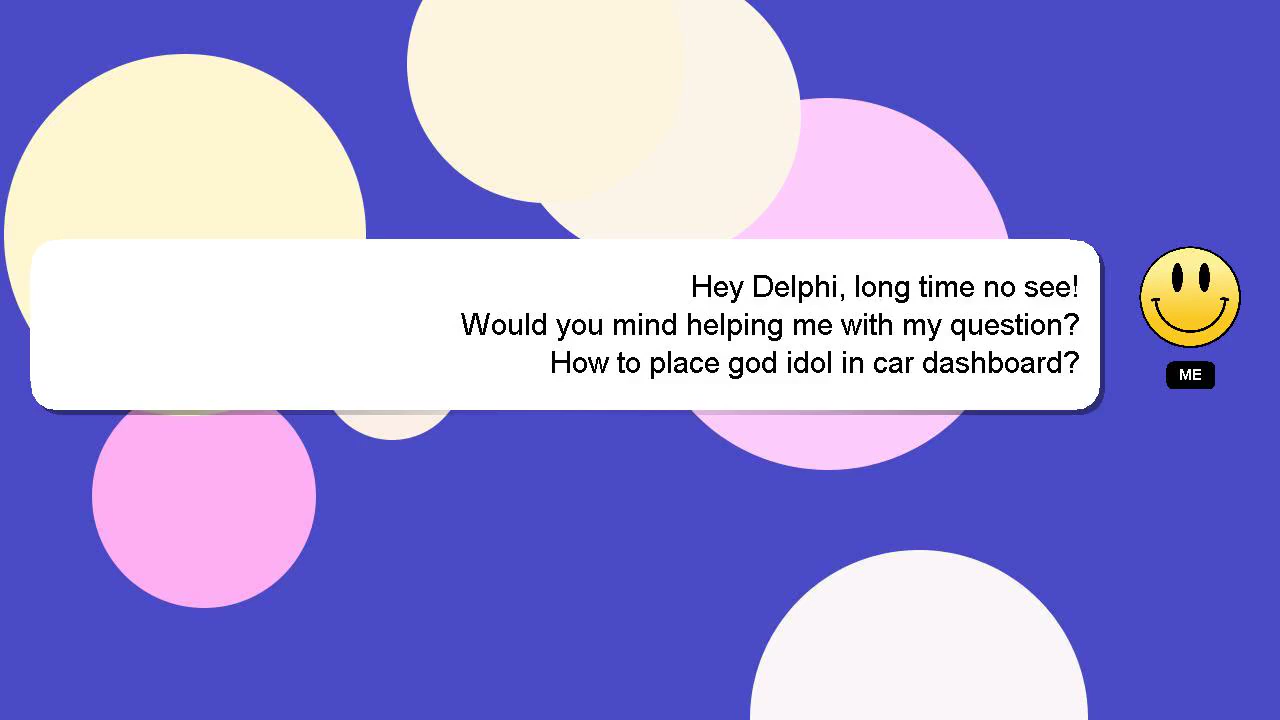 Hey Delphi, long time no see!
Would you mind helping me with my question?
How to place god idol in car dashboard?
ME